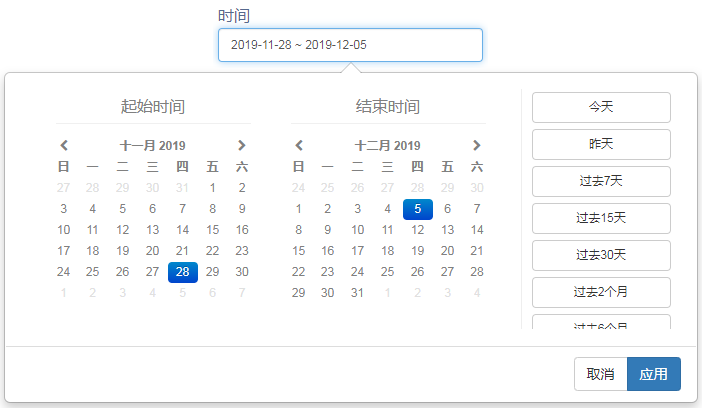 时间
2019-11-28 ~ 2019-12-05
起始时间
十一月 2019
日 一 二 三 四 五 六
27 28 29 30 31 1 2
3 4 5 6 7 8 9
10 11 12 13 14 15 16
17 18 19 20 21 22 23
24 25 26 27 28 29 30
1 2 3 4 5 6 7
结束时间
十二月 2019
日 一 二 三 四 五 六
24 25 26 27 28 29 30
1 2 3 4 5 6 7
8 9 10 11 12 13 14
15 16 17 18 19 20 21
22 23 24 25 26 27 28
29 30 31 1 2 3 4
今天
昨天
过去7天
过去15天
过去30天
过去2个月
过去6个月
取消
应用